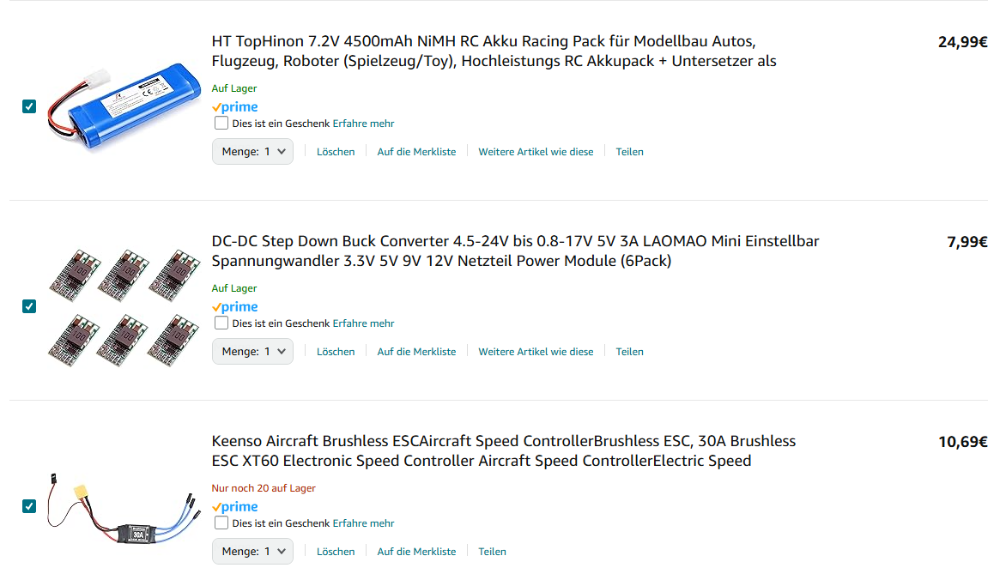 HT TopHinon 7.2V 4500mAh NiMH RC Akku Racing Pack für Modellbau Autos,
Flugzeug, Roboter (Spielzeug/Toy), Hochleistungs RC Akkupack + Untersetzer als
24,99€
Auf Lager
prime
Dies ist ein Geschenk Erfahre mehr
Menge: 1
Löschen
Auf die Merkliste
Weitere Artikel wie diese
Teilen
DC-DC Step Down Buck Converter 4.5-24V bis 0.8-17V 5V 3A LAOMAO Mini Einstellbar
Spannungwandler 3.3V 5V 9V 12V Netzteil Power Module (6Pack)
7,99€
100
100
100
100
100
100
Auf Lager
prime
Dies ist ein Geschenk Erfahre mehr
Menge: 1
Löschen
Auf die Merkliste
Weitere Artikel wie diese
Teilen
Keenso Aircraft Brushless ESCAircraft Speed ControllerBrushless ESC, 30A Brushless
ESC XT60 Electronic Speed Controller Aircraft Speed ControllerElectric Speed
10,69€
Nur noch 20 auf Lager
prime
Dies ist ein Geschenk Erfahre mehr
30A
Menge: 1
Löschen
Auf die Merkliste
Teilen